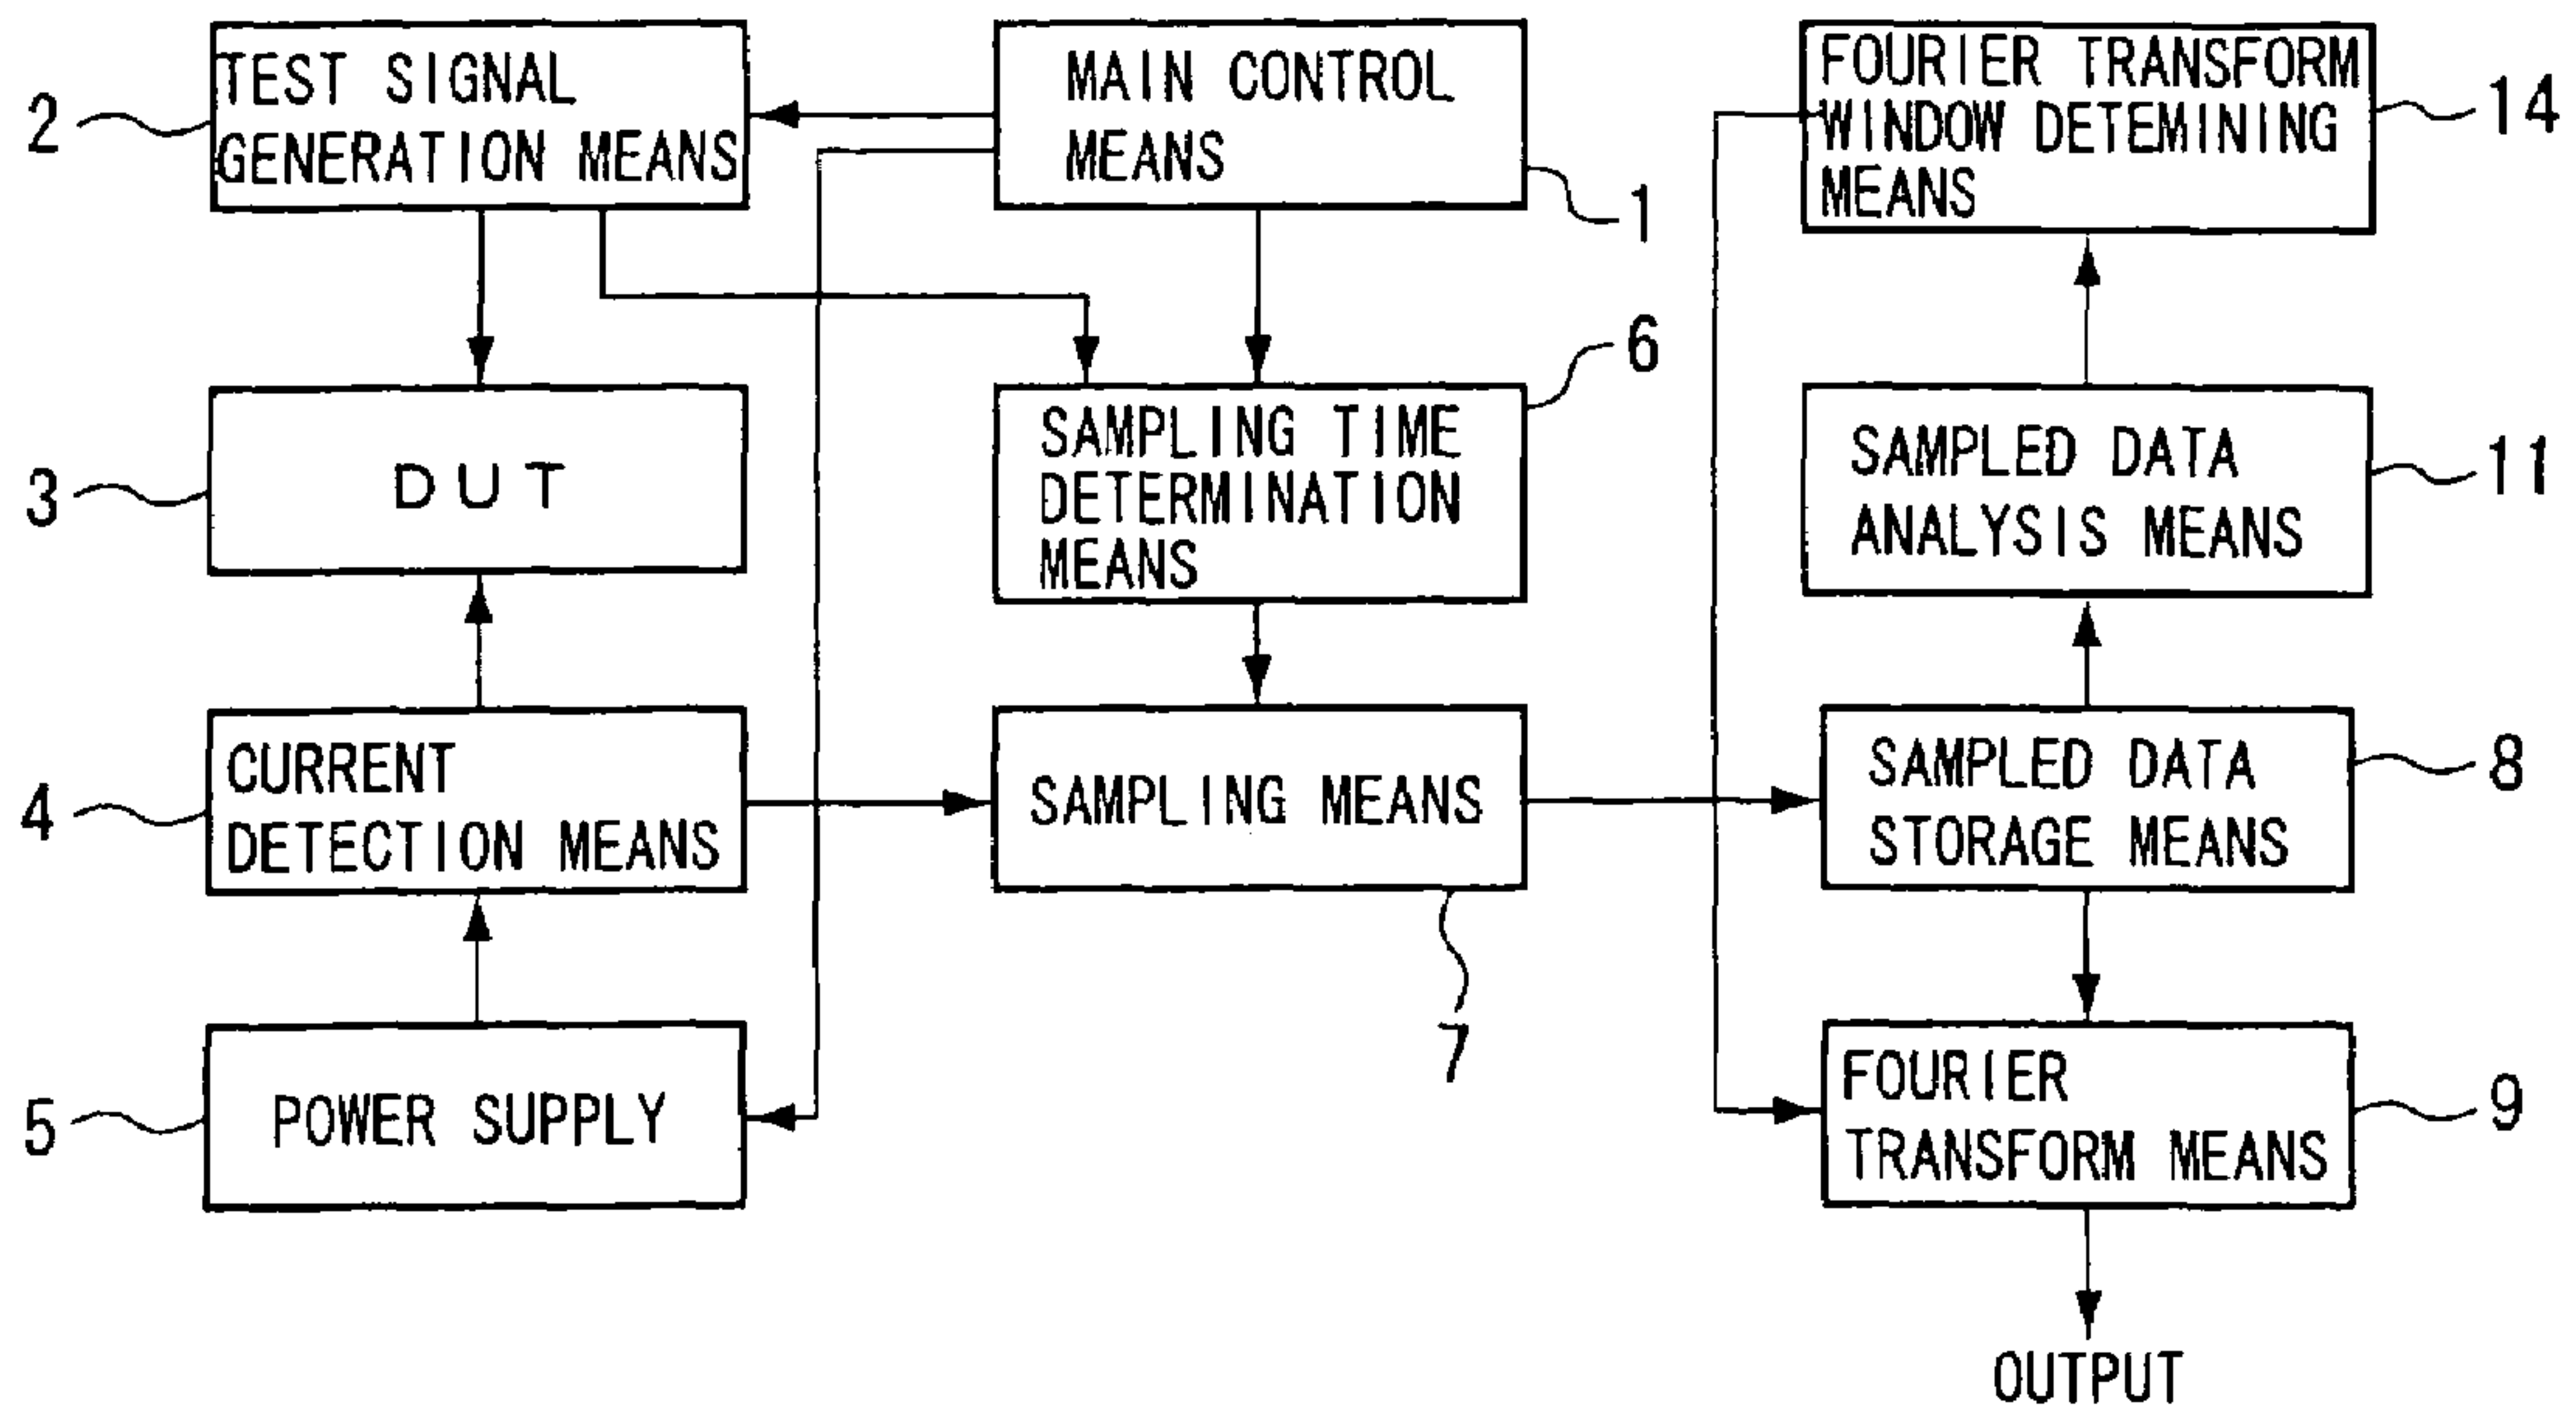 TEST SIGNAL
GENERATION MEANS
2
MAIN CONTROL
MEANS
1
FOURIER TRANSFORM
WINDOW DETEMINING
MEANS
14
DUT
3
SAMPLING TIME
DETERMINATION
MEANS
6
SAMPLED DATA
ANALYSIS MEANS
11
CURRENT
DETECTION MEANS
4
SAMPLING MEANS
7
SAMPLED DATA
STORAGE MEANS
8
POWER SUPPLY
5
FOURIER
TRANSFORM MEANS
9
OUTPUT